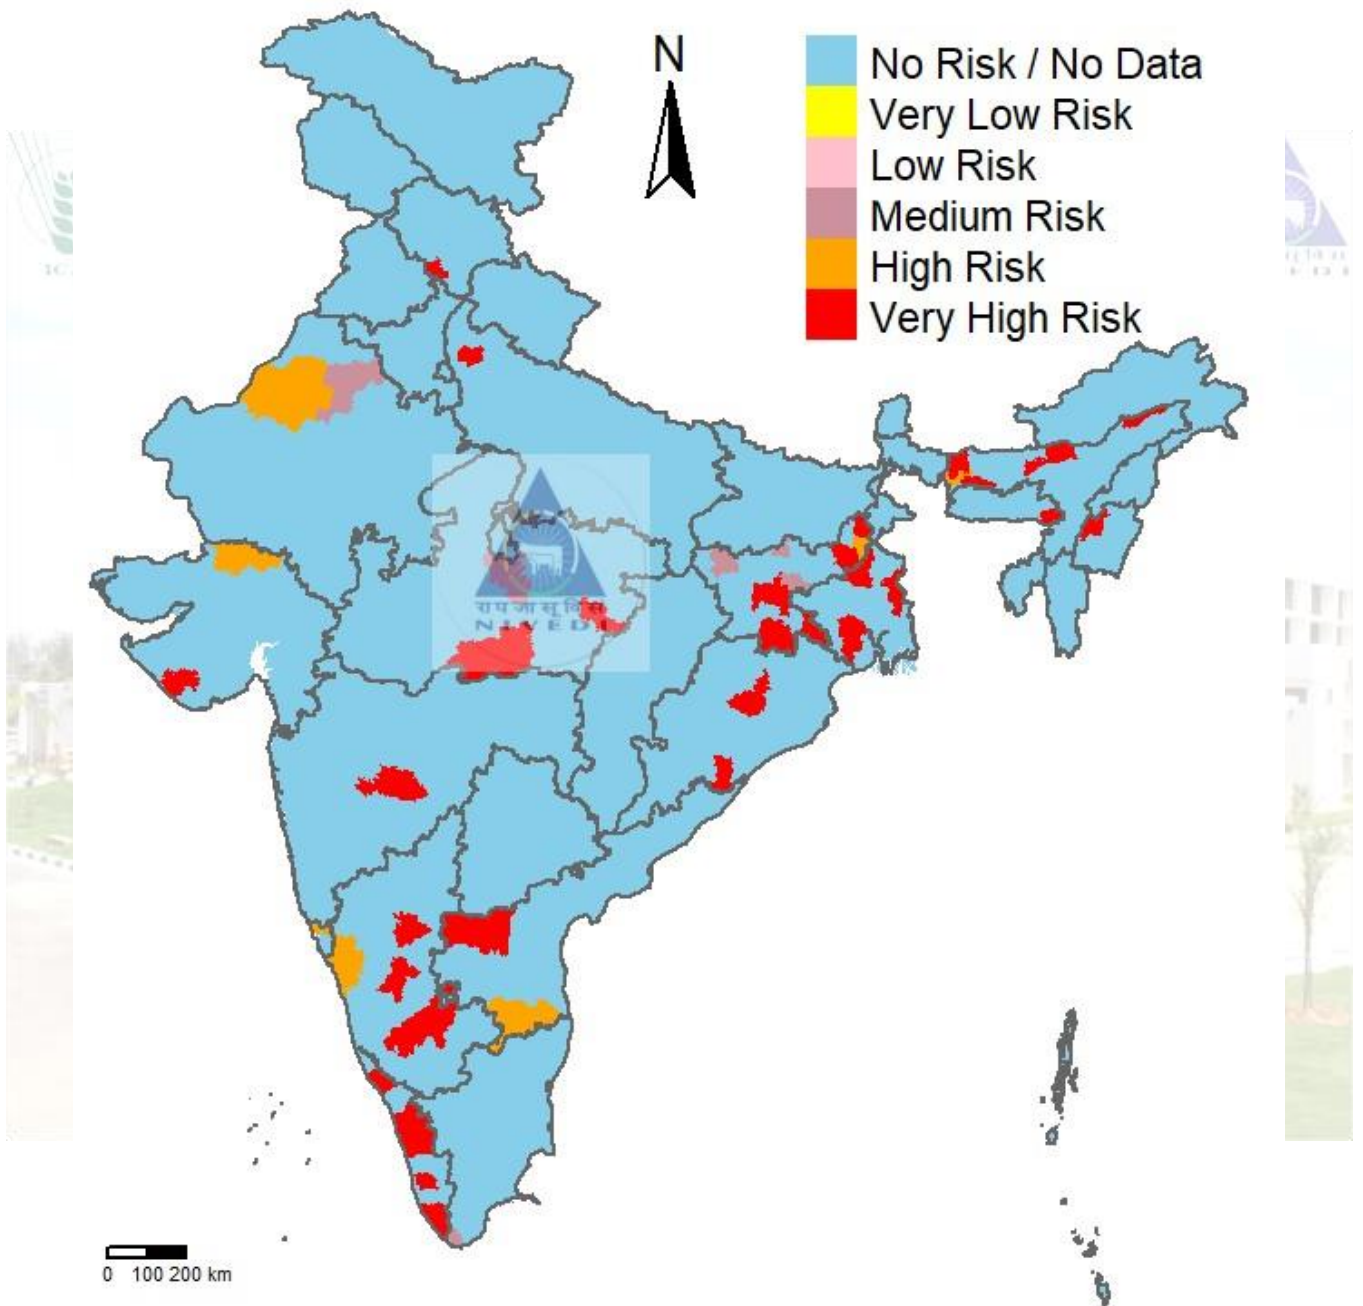 N
No Risk / No Data
Very Low Risk
Low Risk
Medium Risk
High Risk
Very High Risk
NIVEDI
0 100 200 km